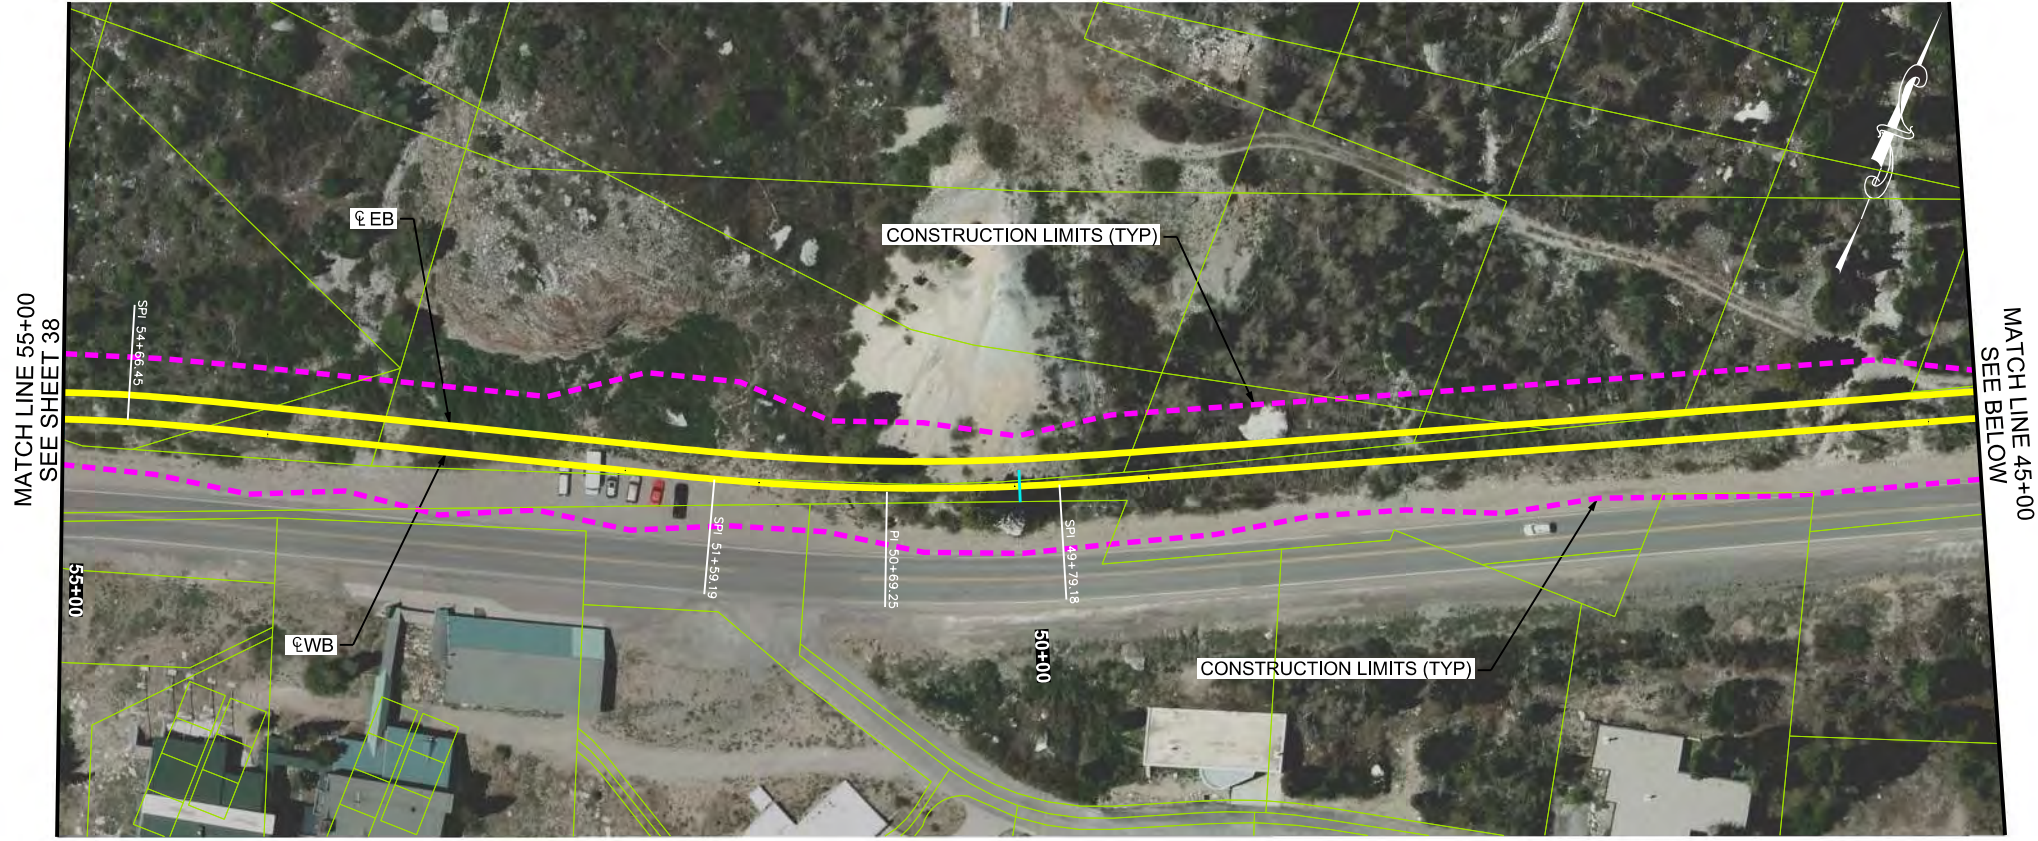 MATCH LINE 55+00
SEE SHEET 38
SPI 54+66.45
℄ EB
CONSTRUCTION LIMITS (TYP)
MATCH LINE 45+00
SEE BELOW
SPI 51+59.19
PI 50+69.25
SPI 49+79.18
55+00
℄ WB
50+00
CONSTRUCTION LIMITS (TYP)